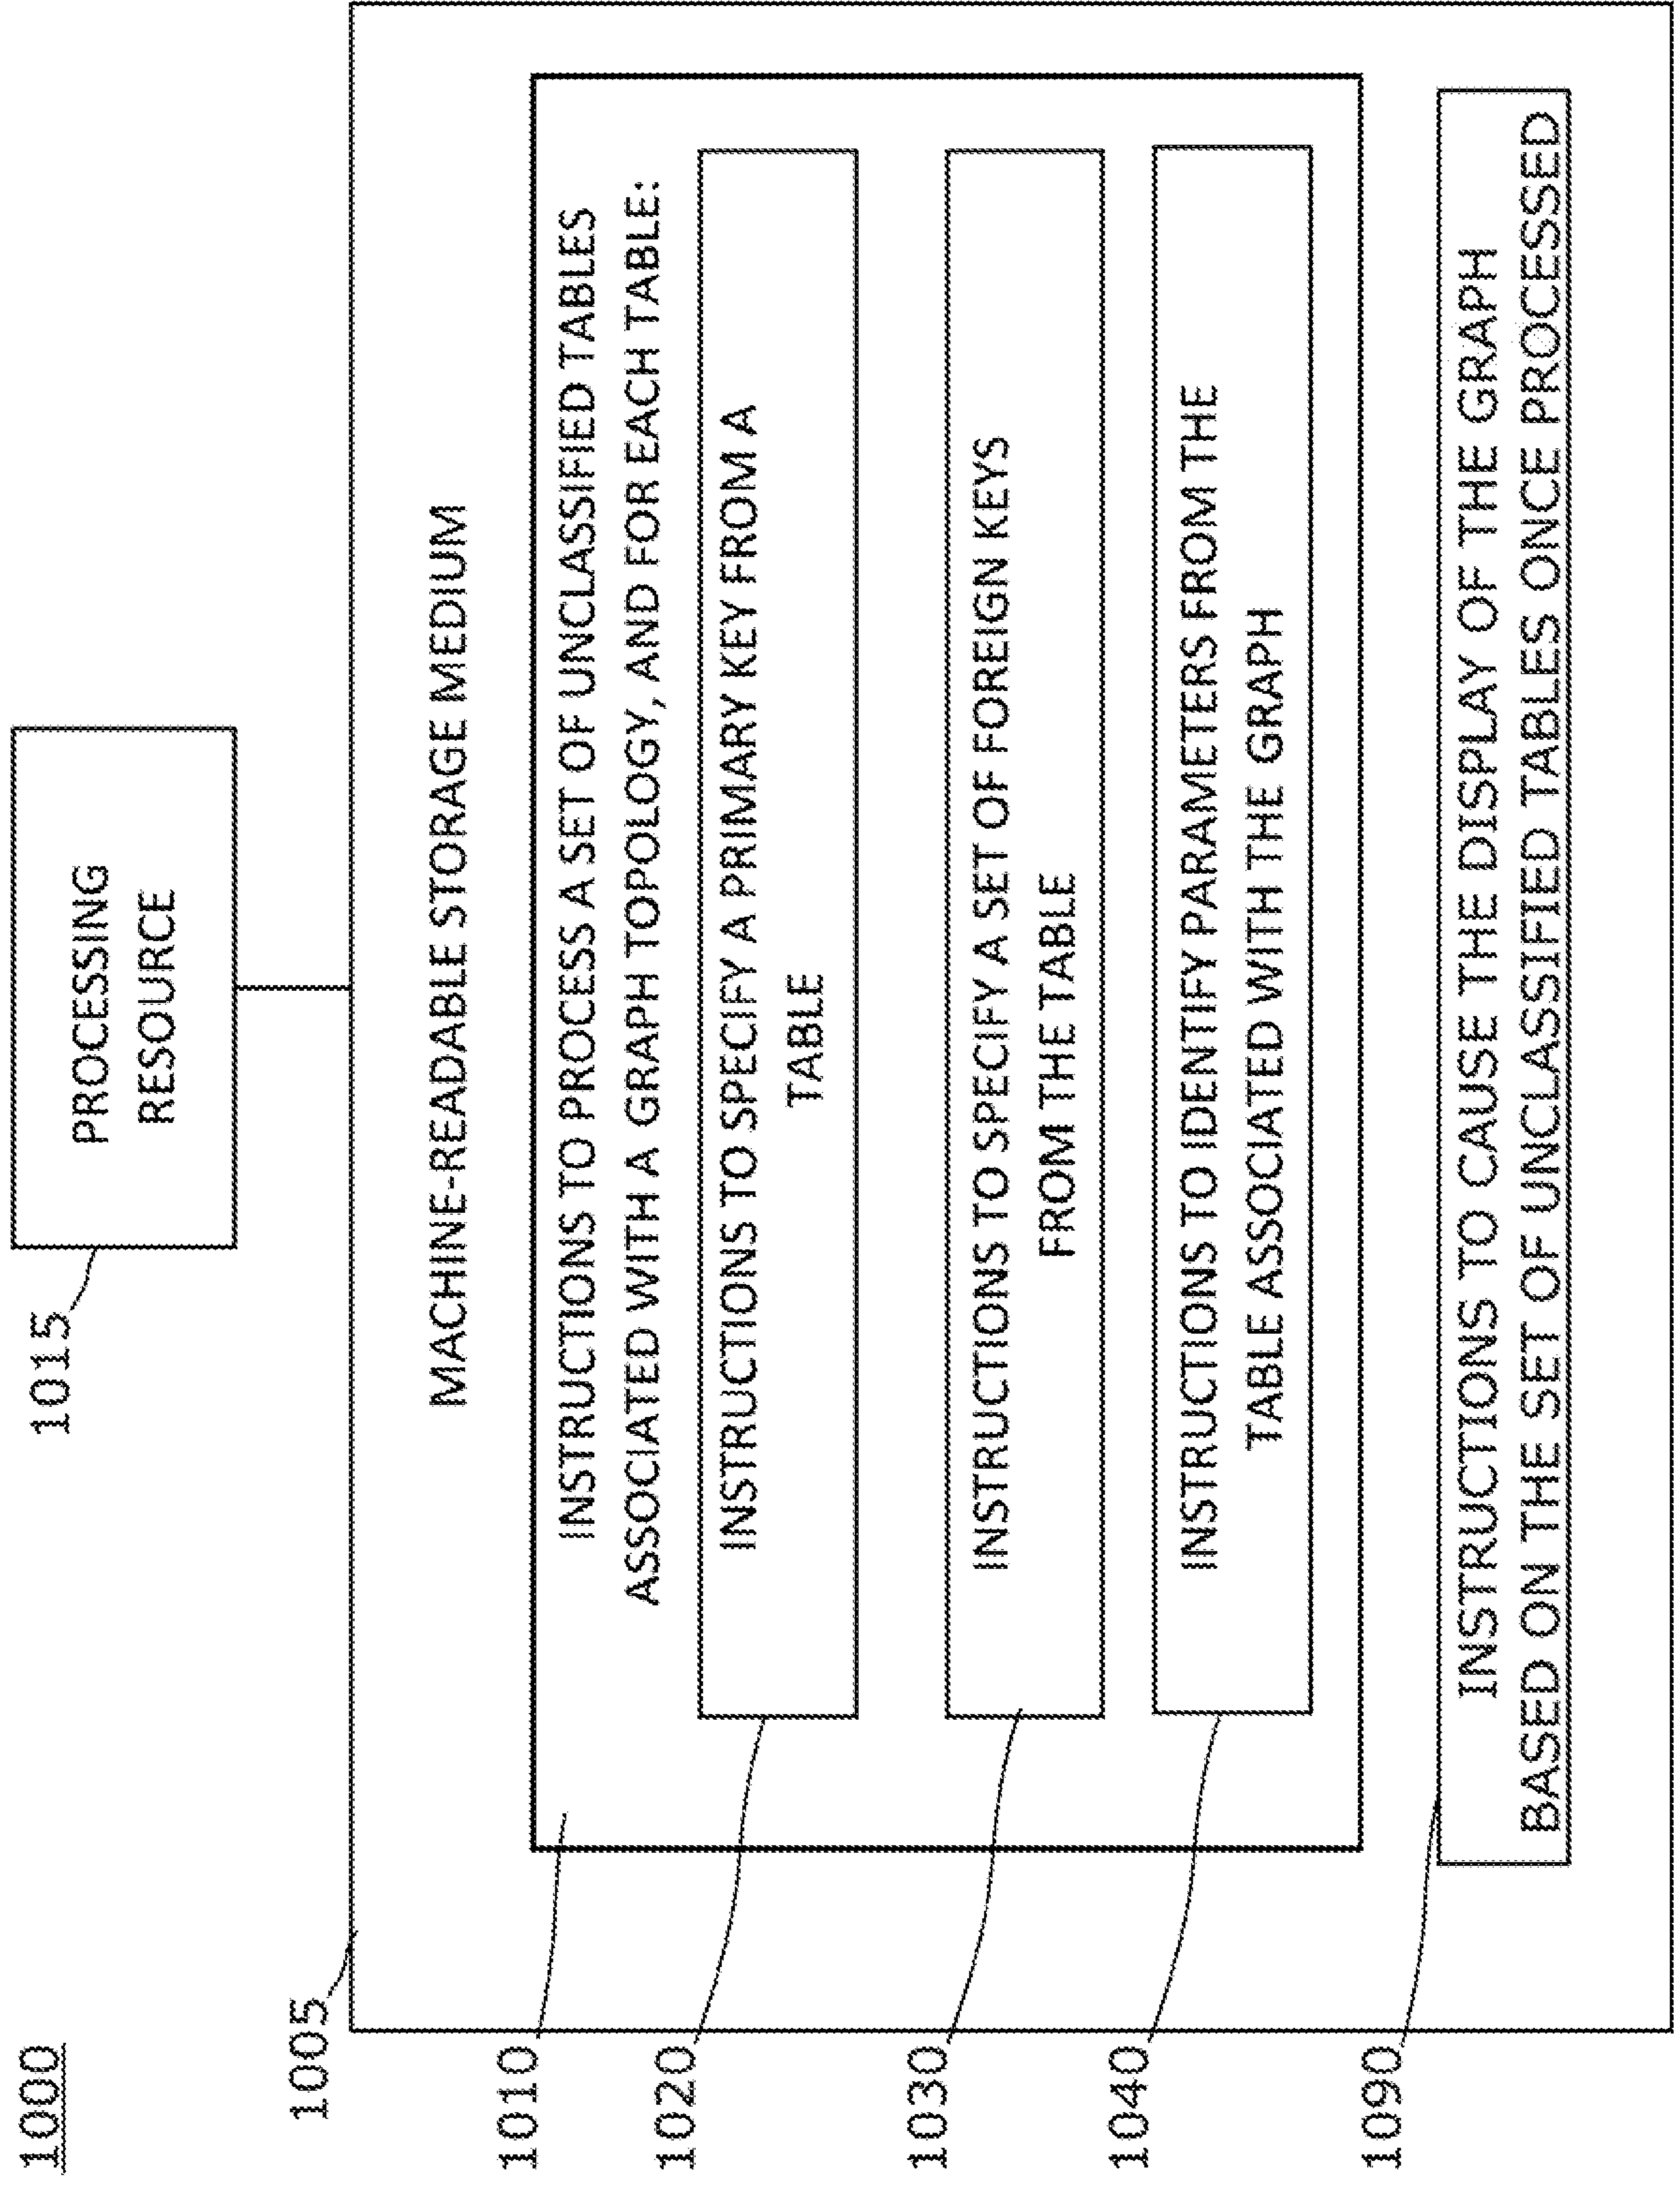 1000
PROCESSING
RESOURCE
1015
1005
MACHINE-READABLE STORAGE MEDIUM
1010
INSTRUCTIONS TO PROCESS A SET OF UNCLASSIFIED TABLES
ASSOCIATED WITH A GRAPH TOPOLOGY, AND FOR EACH TABLE:
1020
INSTRUCTIONS TO SPECIFY A PRIMARY KEY FROM A
TABLE
1030
INSTRUCTIONS TO SPECIFY A SET OF FOREIGN KEYS
FROM THE TABLE
1040
INSTRUCTIONS TO IDENTIFY PARAMETERS FROM THE
TABLE ASSOCIATED WITH THE GRAPH
1090
INSTRUCTIONS TO CAUSE THE DISPLAY OF THE GRAPH
BASED ON THE SET OF UNCLASSIFIED TABLES ONCE PROCESSED